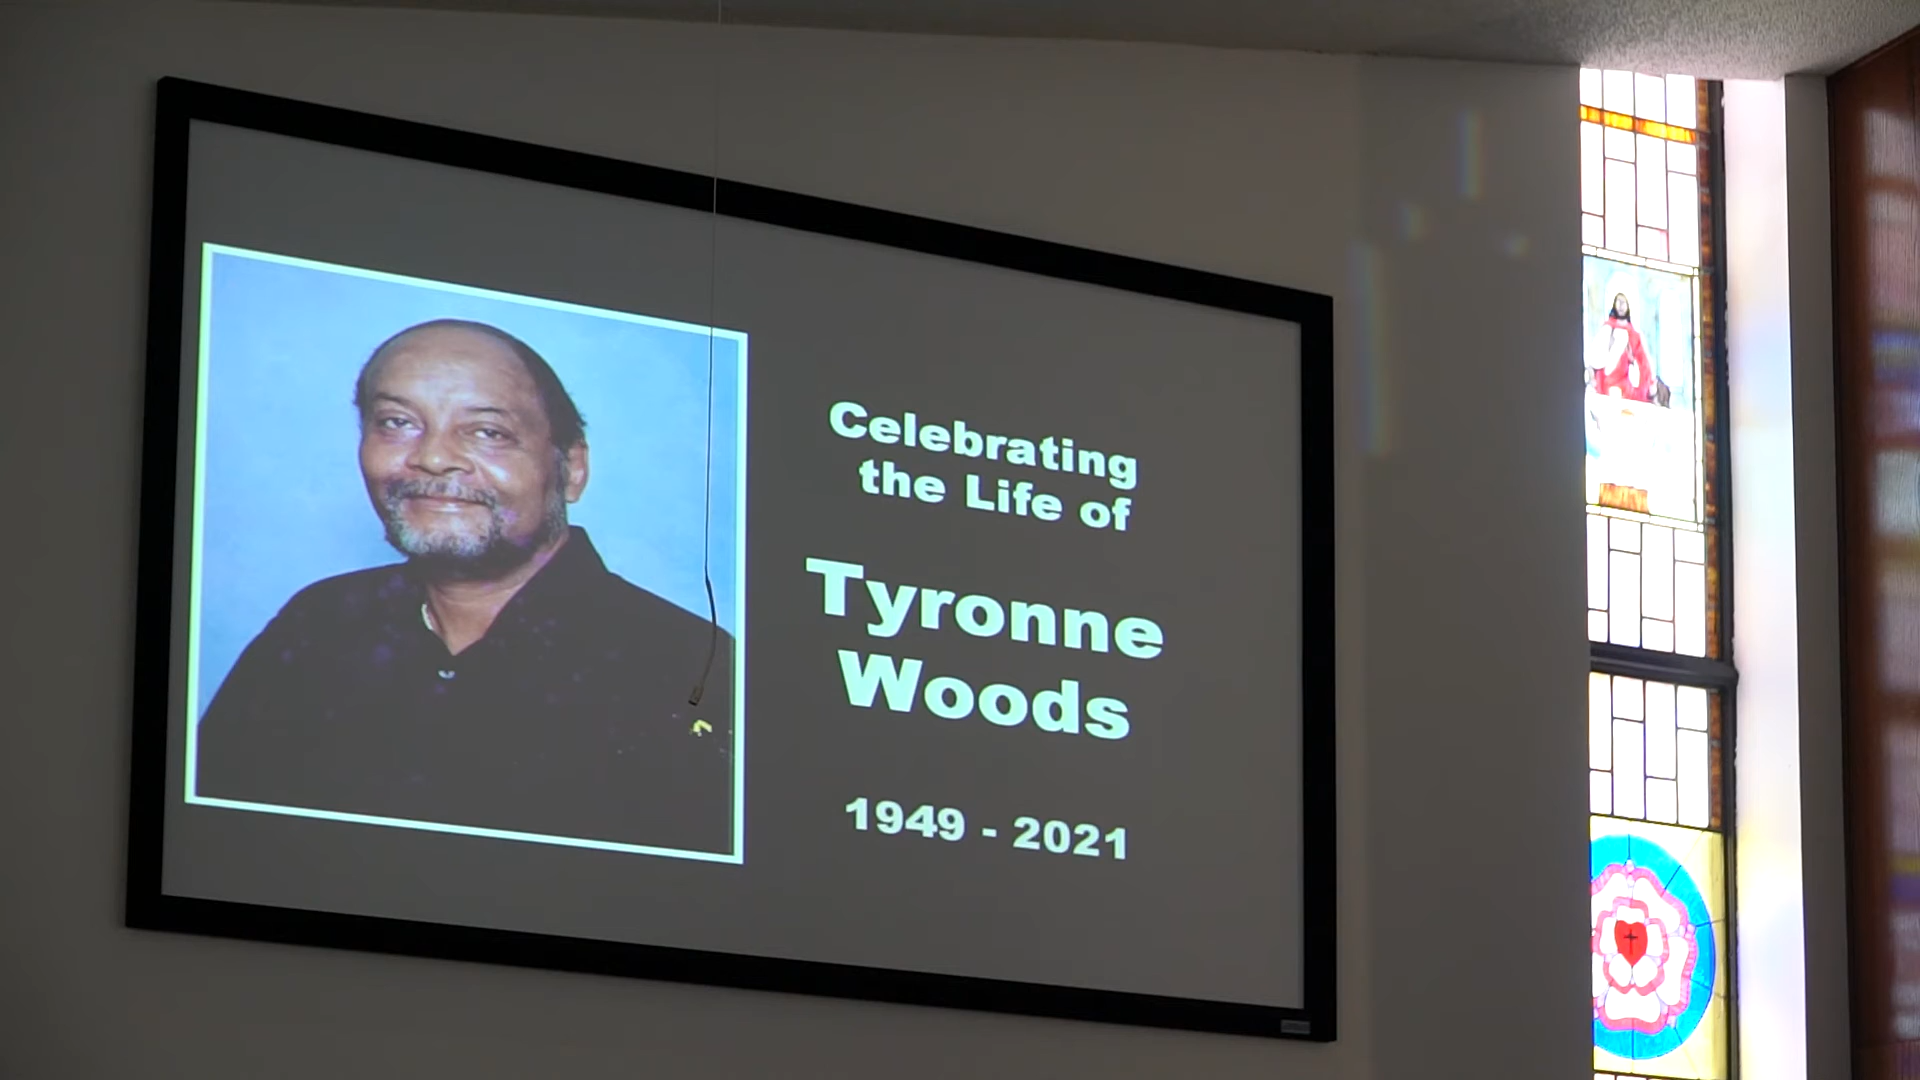 Celebrating
the Life of
Tyronne
Woods
1949 - 2021